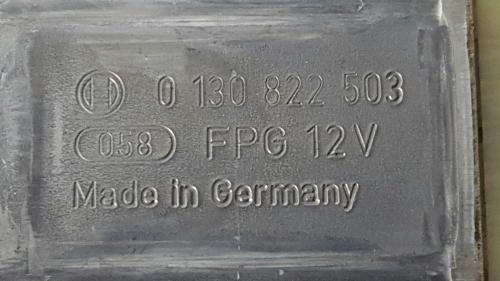 0 130 822 503
058 FPG 12V
Made in Germany